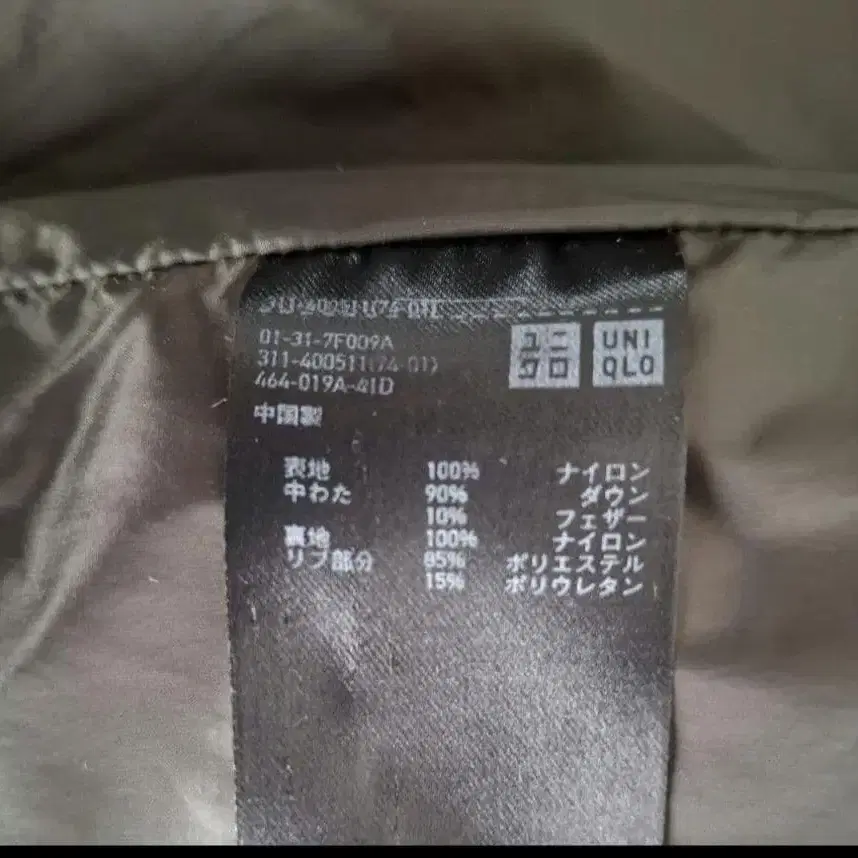 01-31-7F009A
311-400511(74-01)
464-019A-41D
ユニクロ
UNIQLO
中国製
表地 100% ナイロン
中わた 90% ダウン
10% フェザー
裏地 100% ナイロン
リブ部分 85% ポリエステル
15% ポリウレタン